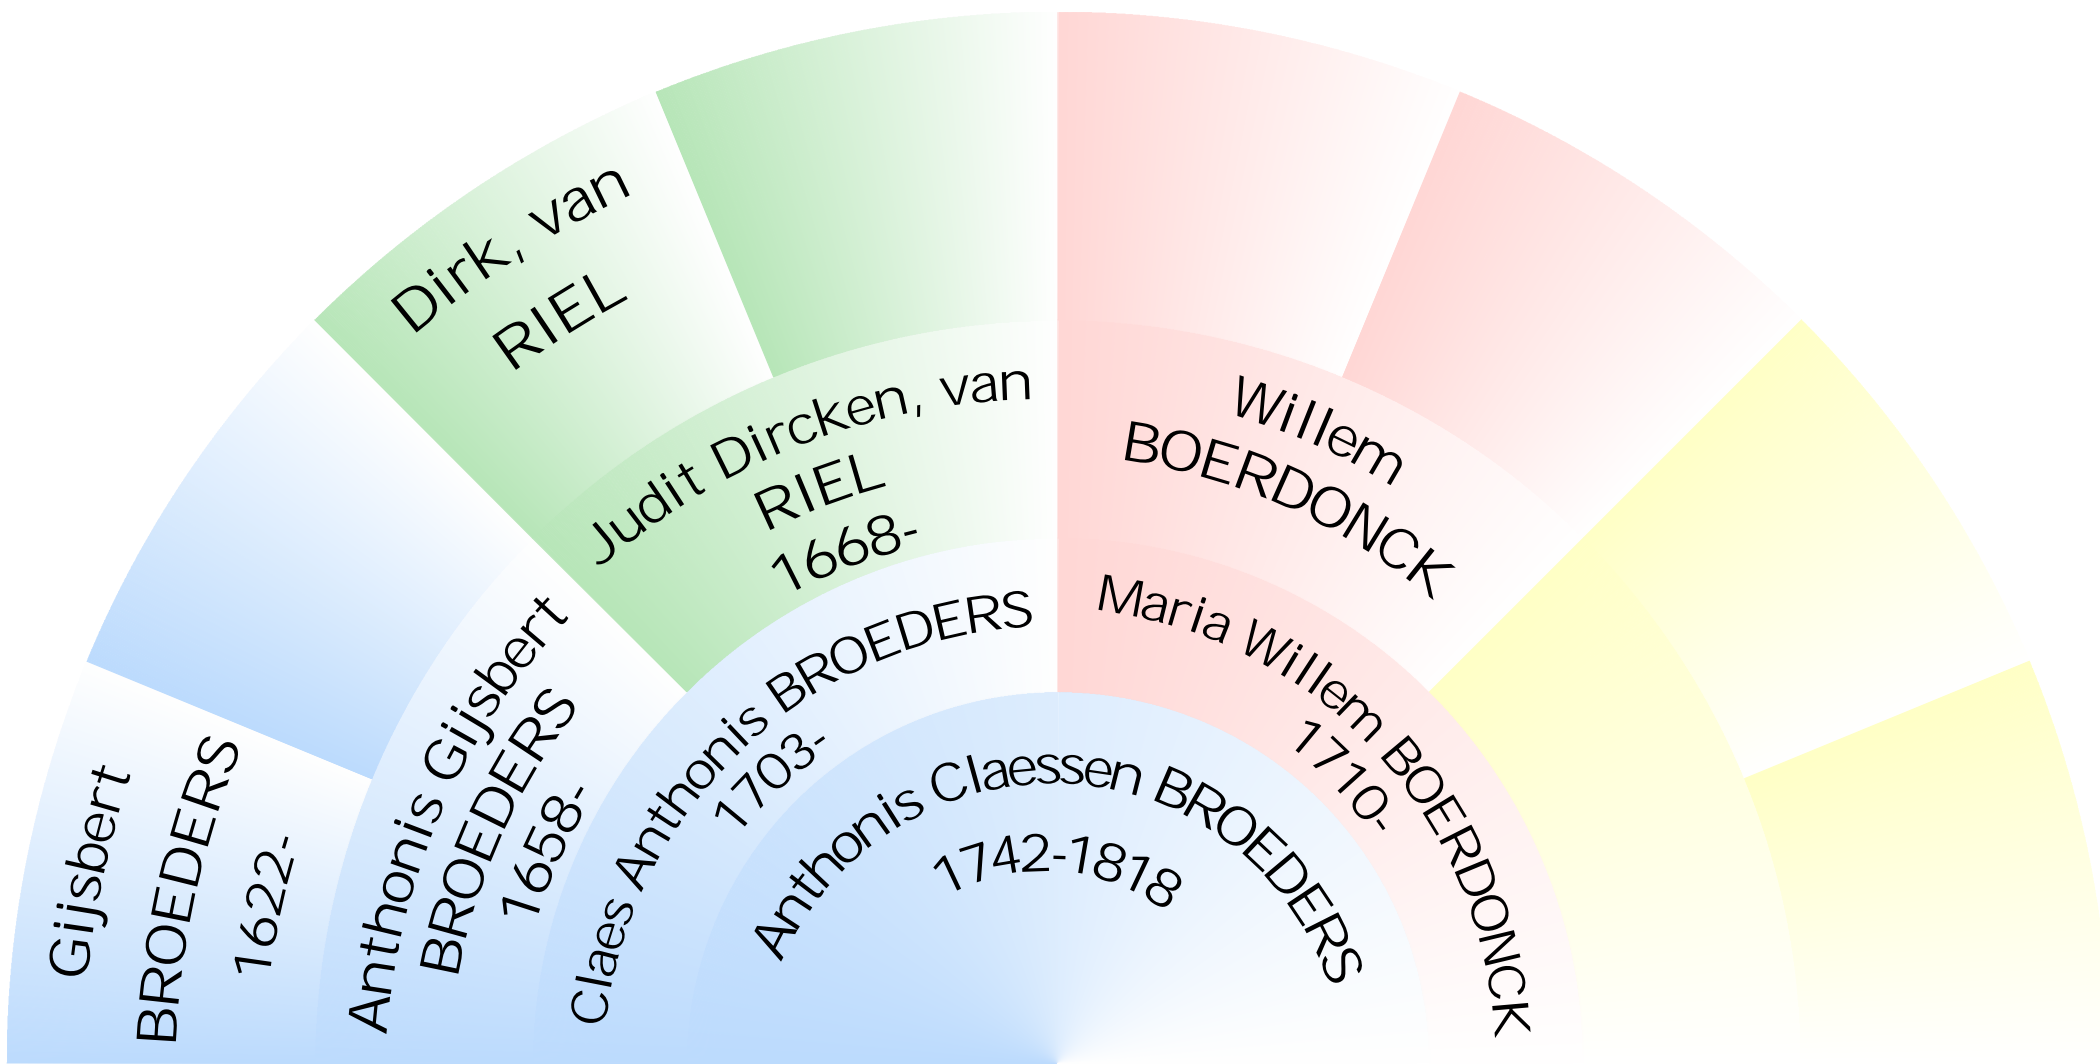 Gijsbert
BROEDERS
1622-
Dirk, van
RIEL
Anthonis Gijsbert
BROEDERS
1658-
Judit Dircken, van
RIEL
1668-
Willem
BOERDONCK
Claes Anthonis BROEDERS
1703-
Maria Willem BOERDONCK
1710-
Anthonis Claessen BROEDERS
1742-1818